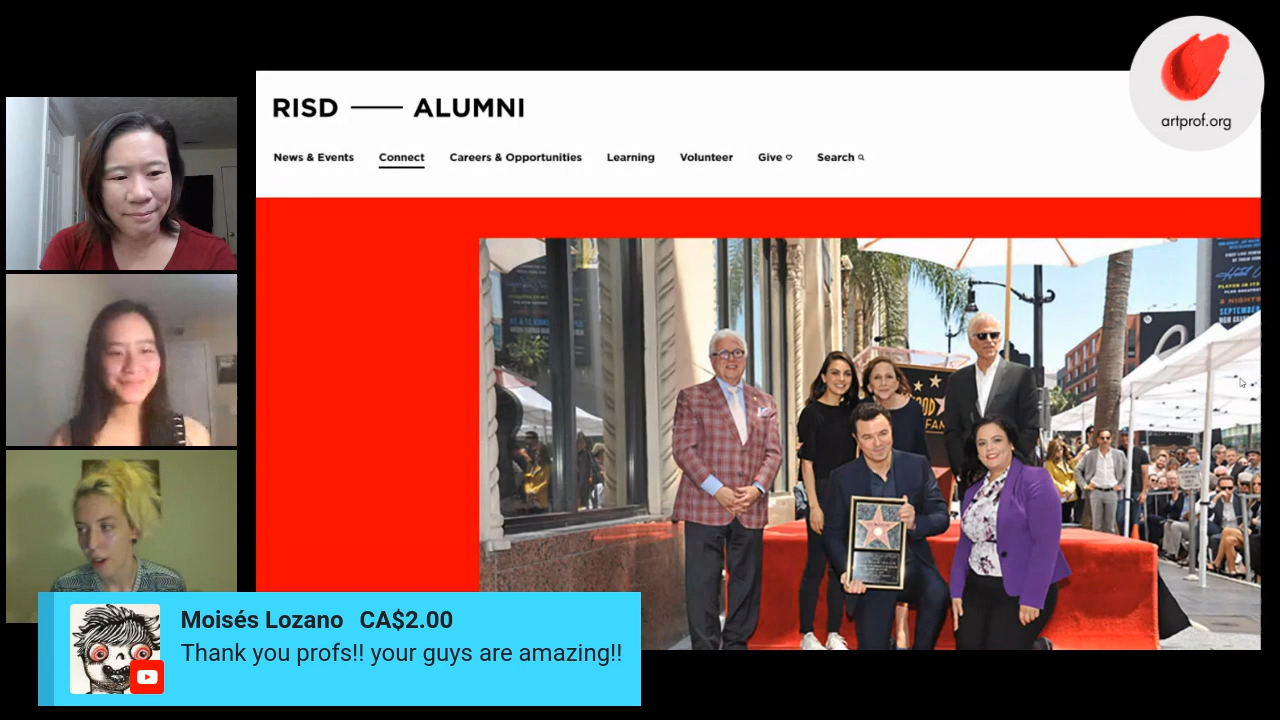 RISD — ALUMNI
artprof.org
News & Events Connect Careers & Opportunities Learning Volunteer Give Search
Moisés Lozano CA$2.00
Thank you profs!! your guys are amazing!!